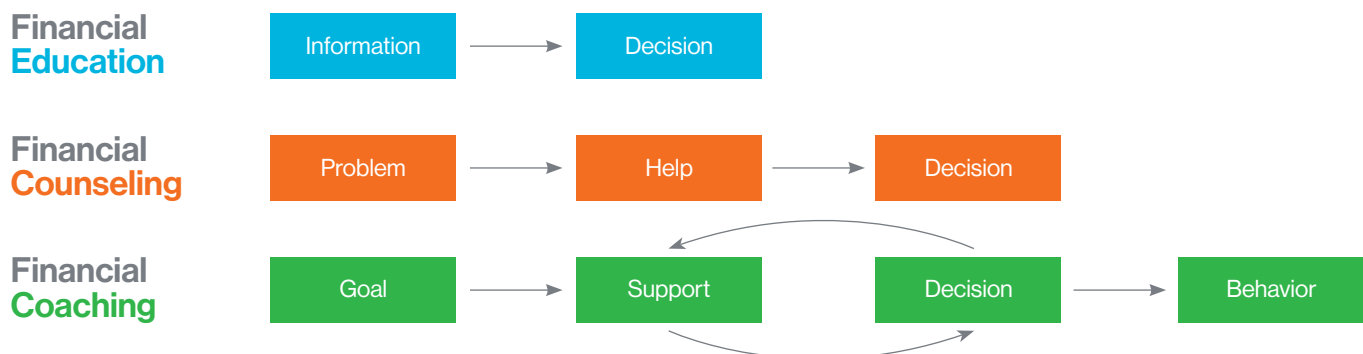 Financial
Education
Information
Decision
Financial
Counseling
Problem
Help
Decision
Financial
Coaching
Goal
Support
Decision
Behavior